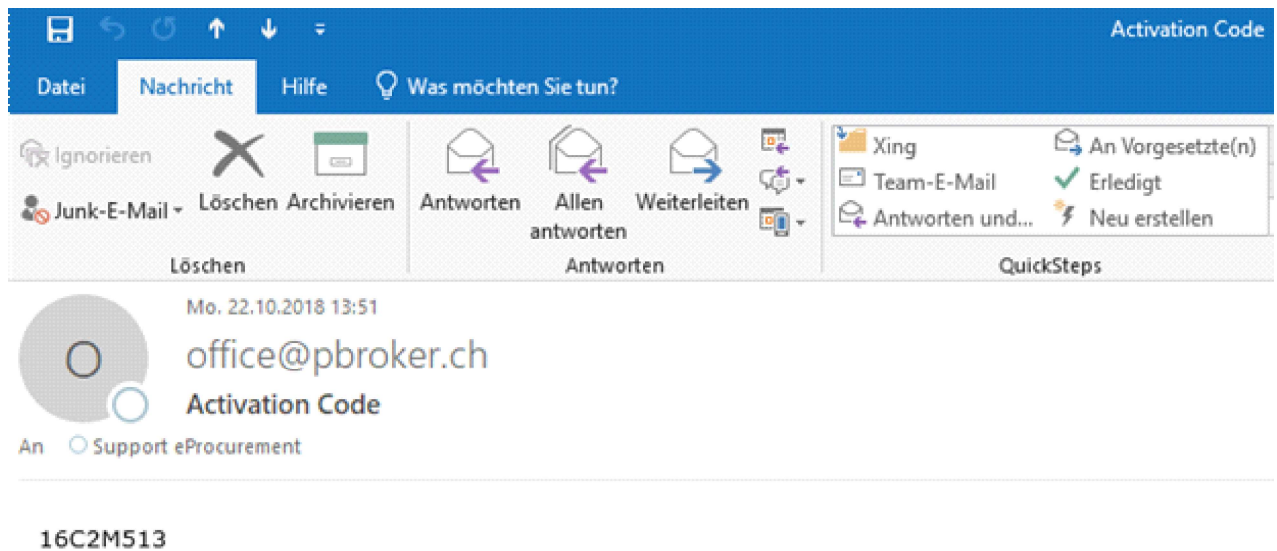 Activation Code
Datei Nachricht Hilfe Was möchten Sie tun?
Ignorieren
Junk-E-Mail
Löschen
Archivieren
Löschen
Antworten
Allen
antworten
Weiterleiten
Antworten
Xing
Team-E-Mail
Antworten und...
An Vorgesetzte(n)
Erledigt
Neu erstellen
QuickSteps
Mo. 22.10.2018 13:51
O
office@pbroker.ch
Activation Code
An Support eProcurement
16C2M513